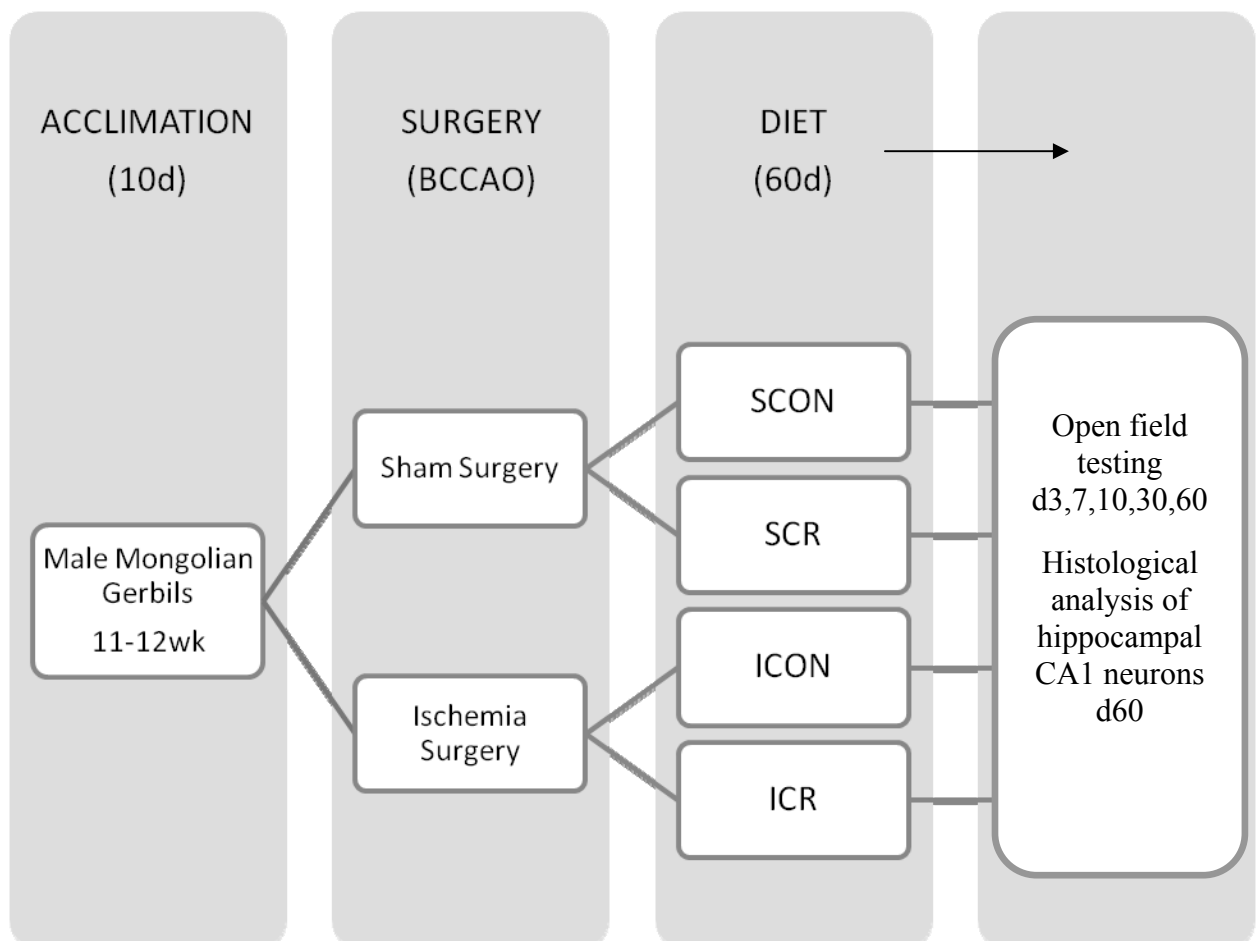 ACCLIMATION
(10d)
SURGERY
(BCCAO)
DIET
(60d)
Male Mongolian
Gerbils
11-12wk
Sham Surgery
Ischemia
Surgery
SCON
SCR
ICON
ICR
Open field
testing
d3,7,10,30,60
Histological
analysis of
hippocampal
CA1 neurons
d60